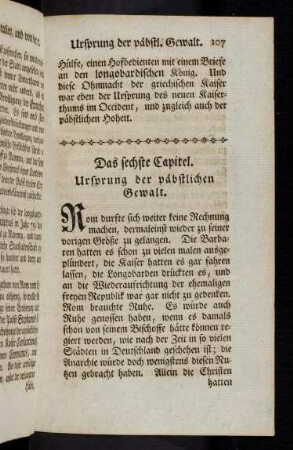 Ursprung der päbstl. Gewalt. 107
Hülfe, einen Hofbedienten mit einem Briefe
an den longobardischen König. Und
diese Ohnmacht der griechischen Kaiser
war eben der Ursprung des neuen Kaiser-
thums im Occident, und zugleich auch der
päbstlichen Hoheit.
Das sechste Capitel.
Ursprung der päbstlichen
Gewalt.
Rom durfte sich weiter keine Rechnung
machen, dermaleinst wieder zu seiner
vorigen Grösse zu gelangen. Die Barba-
ren hatten es schon zu vielen malen ausge-
plündert, die Kaiser hatten es gar fahren
lassen, die Longobarden drückten es, und
an die Wiederaufrichtung der ehemaligen
freyen Republik war gar nicht zu gedenken.
Rom brauchte Ruhe. Es würde auch
Ruhe genossen haben, wenn es damals
schon von seinem Bischoffe hätte können re-
giert werden, wie nach der Zeit in so vielen
Städten in Deutschland geschehen ist; die
Anarchie würde doch wenigstens diesen Nu-
tzen gebracht haben. Allein die Christen
hatten